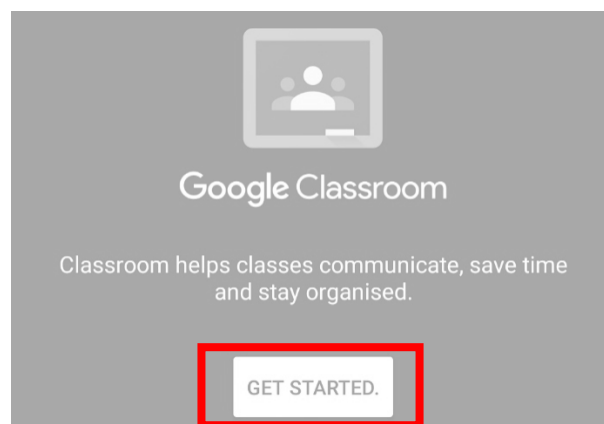 Google Classroom
Classroom helps classes communicate, save time
and stay organised.
GET STARTED.